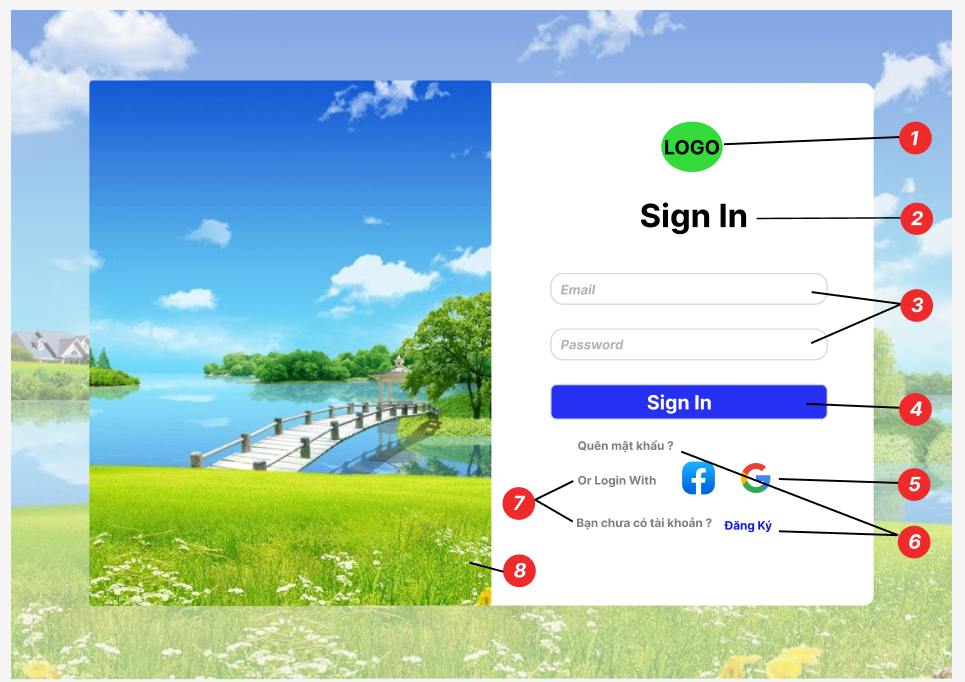 LOGO
1
Sign In
2
Email
3
Password
Sign In
4
Quên mật khẩu ?
Or Login With
5
7
Bạn chưa có tài khoản ? Đăng Ký
6
8